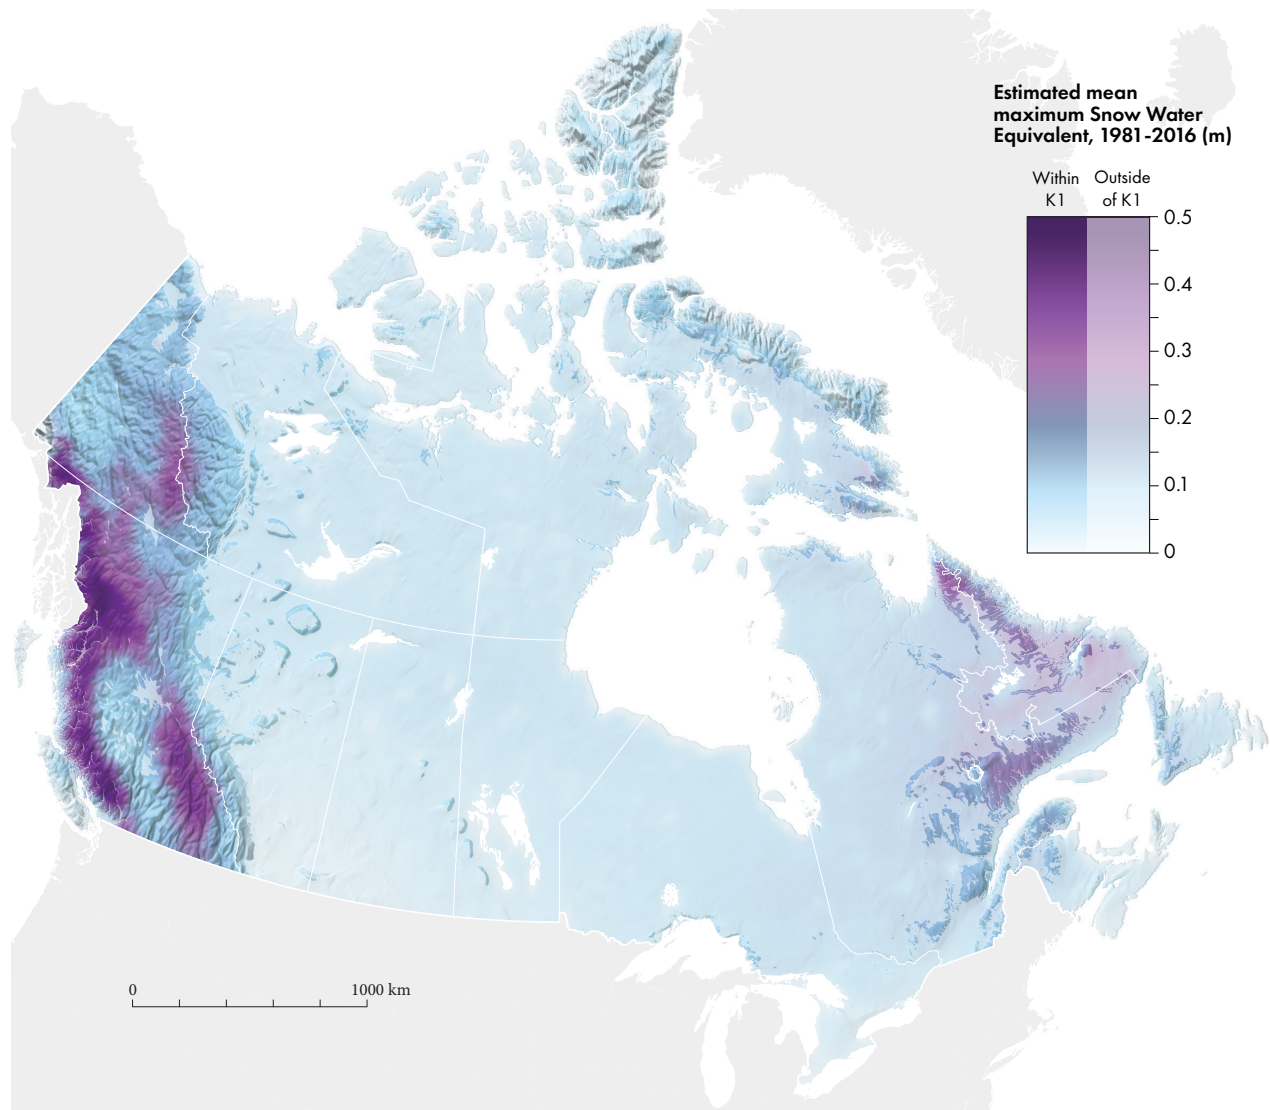 Estimated mean
maximum Snow Water
Equivalent, 1981-2016 (m)
Within Outside
K1 of K1
0.5
0.4
0.3
0.2
0.1
0
0 1000 km